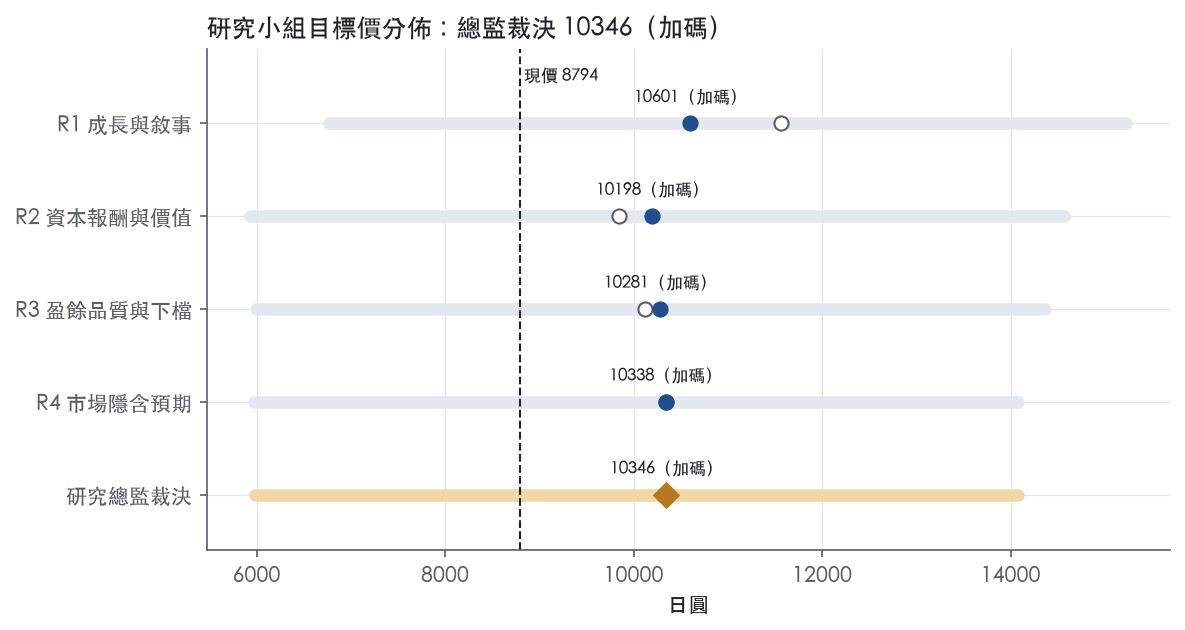 研究小組目標價分佈：總監裁決 10346（加碼）
現價 8794
10601（加碼）
R1 成長與敘事
10198（加碼）
R2 資本報酬與價值
10281（加碼）
R3 盈餘品質與下檔
10338（加碼）
R4 市場隱含預期
10346（加碼）
研究總監裁決
6000 8000 10000 12000 14000
日圓